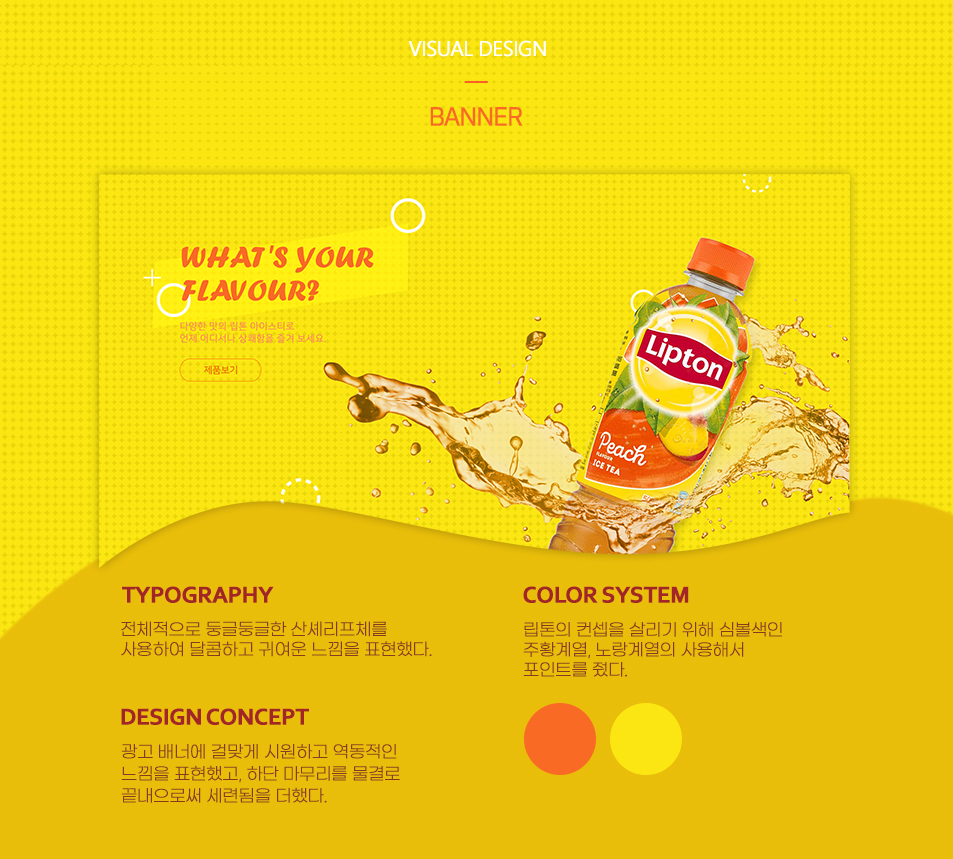 VISUAL DESIGN
BANNER
WHAT'S YOUR
FLAVOUR?
다양한 맛의 립톤 아이스티로
언제 어디서나 상쾌함을 즐겨 보세요.
제품보기
Lipton
Peach
FLAVOUR
ICE TEA
TYPOGRAPHY
전체적으로 둥글둥글한 산세리프체를
사용하여 달콤하고 귀여운 느낌을 표현했다.
COLOR SYSTEM
립톤의 컨셉을 살리기 위해 심볼색인
주황계열, 노랑계열의 사용해서
포인트를 줬다.
DESIGN CONCEPT
광고 배너에 걸맞게 시원하고 역동적인
느낌을 표현했고, 하단 마무리를 물결로
끝내으로써 세련됨을 더했다.